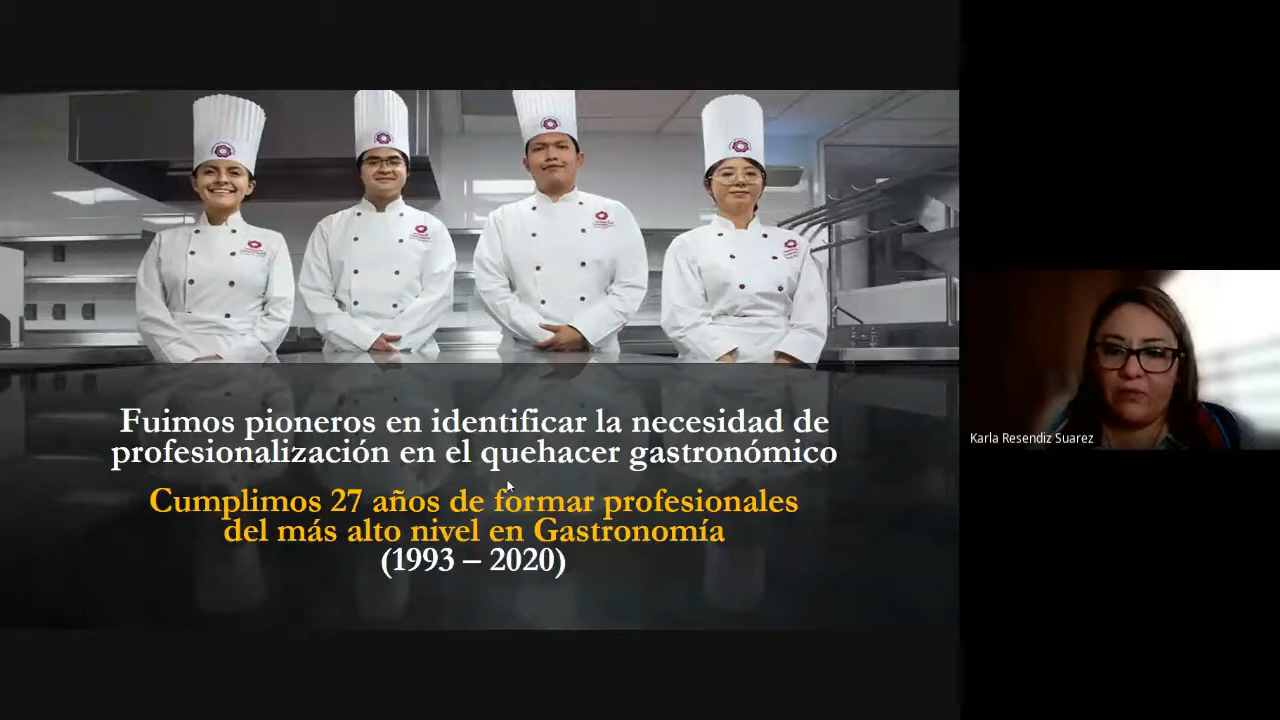 Fuimos pioneros en identificar la necesidad de
profesionalización en el quehacer gastronómico
Cumplimos 27 años de formar profesionales
del más alto nivel en Gastronomía
(1993 – 2020)
Karla Resendiz Suarez